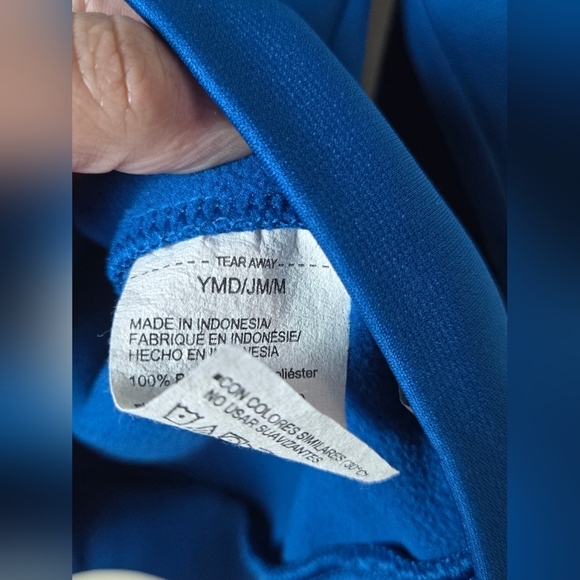 TEAR AWAY
YMD/JM/M
MADE IN INDONESIA/
FABRIQUÉ EN INDONÉSIE/
HECHO EN
100%
*CON COLORES SIMILARES (30°C)
NO USAR SUAVIZANTES